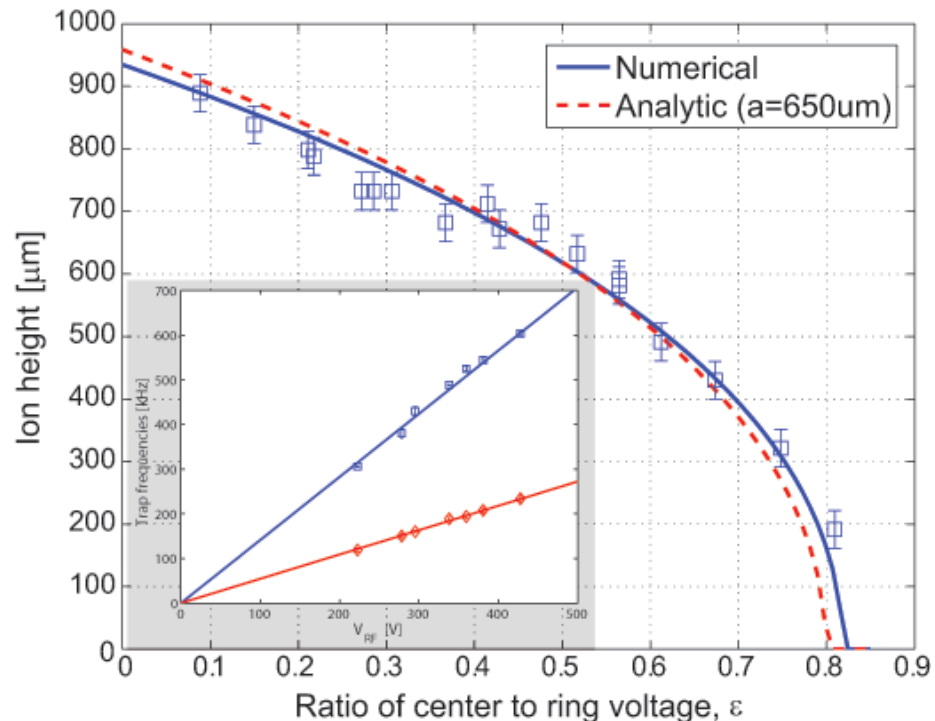 1000
900
800
700
600
500
400
300
200
100
0
Ion height [μm]
Numerical
Analytic (a=650um)
700
600
500
400
300
200
100
0
Trap frequencies [kHz]
0 100 200 300 400 500
V_RF [V]
0 0.1 0.2 0.3 0.4 0.5 0.6 0.7 0.8 0.9
Ratio of center to ring voltage, ε